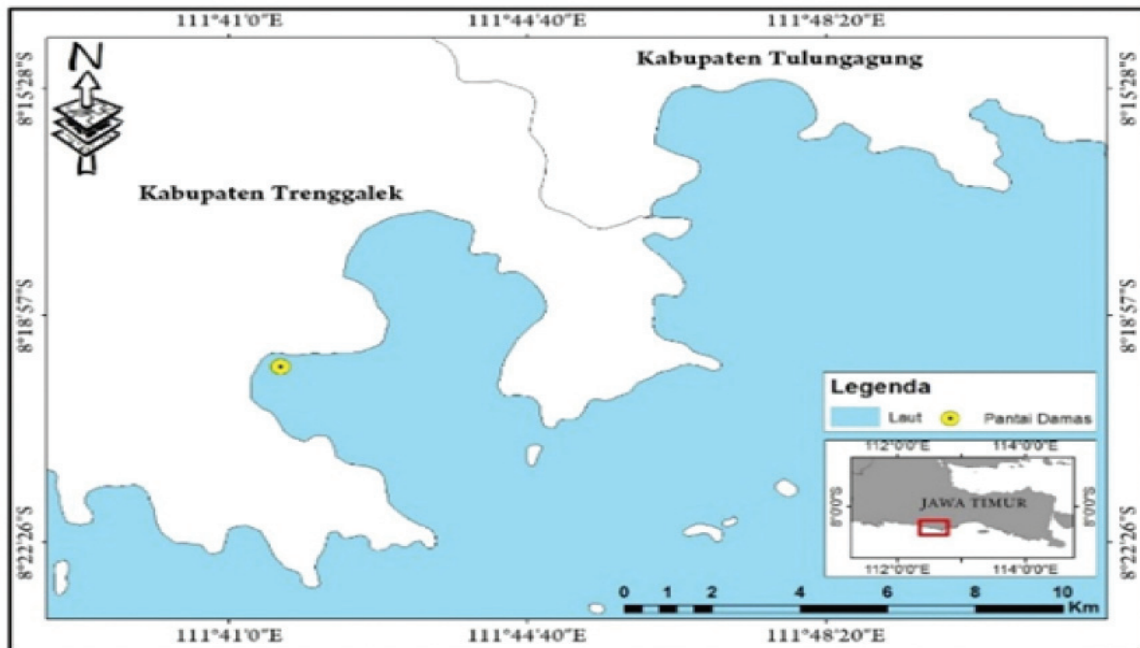 111°41'0"E 111°44'40"E 111°48'20"E
N
Kabupaten Tulungagung
8°15'28"S 8°15'28"S
Kabupaten Trenggalek
8°18'57"S 8°18'57"S
Legenda
Laut Pantai Damas
112°0'0"E 114°0'0"E
JAWA TIMUR
8°0'0"S 8°0'0"S
112°0'0"E 114°0'0"E
8°22'26"S 8°22'26"S
0 1 2 4 6 8 10
Km
111°41'0"E 111°44'40"E 111°48'20"E